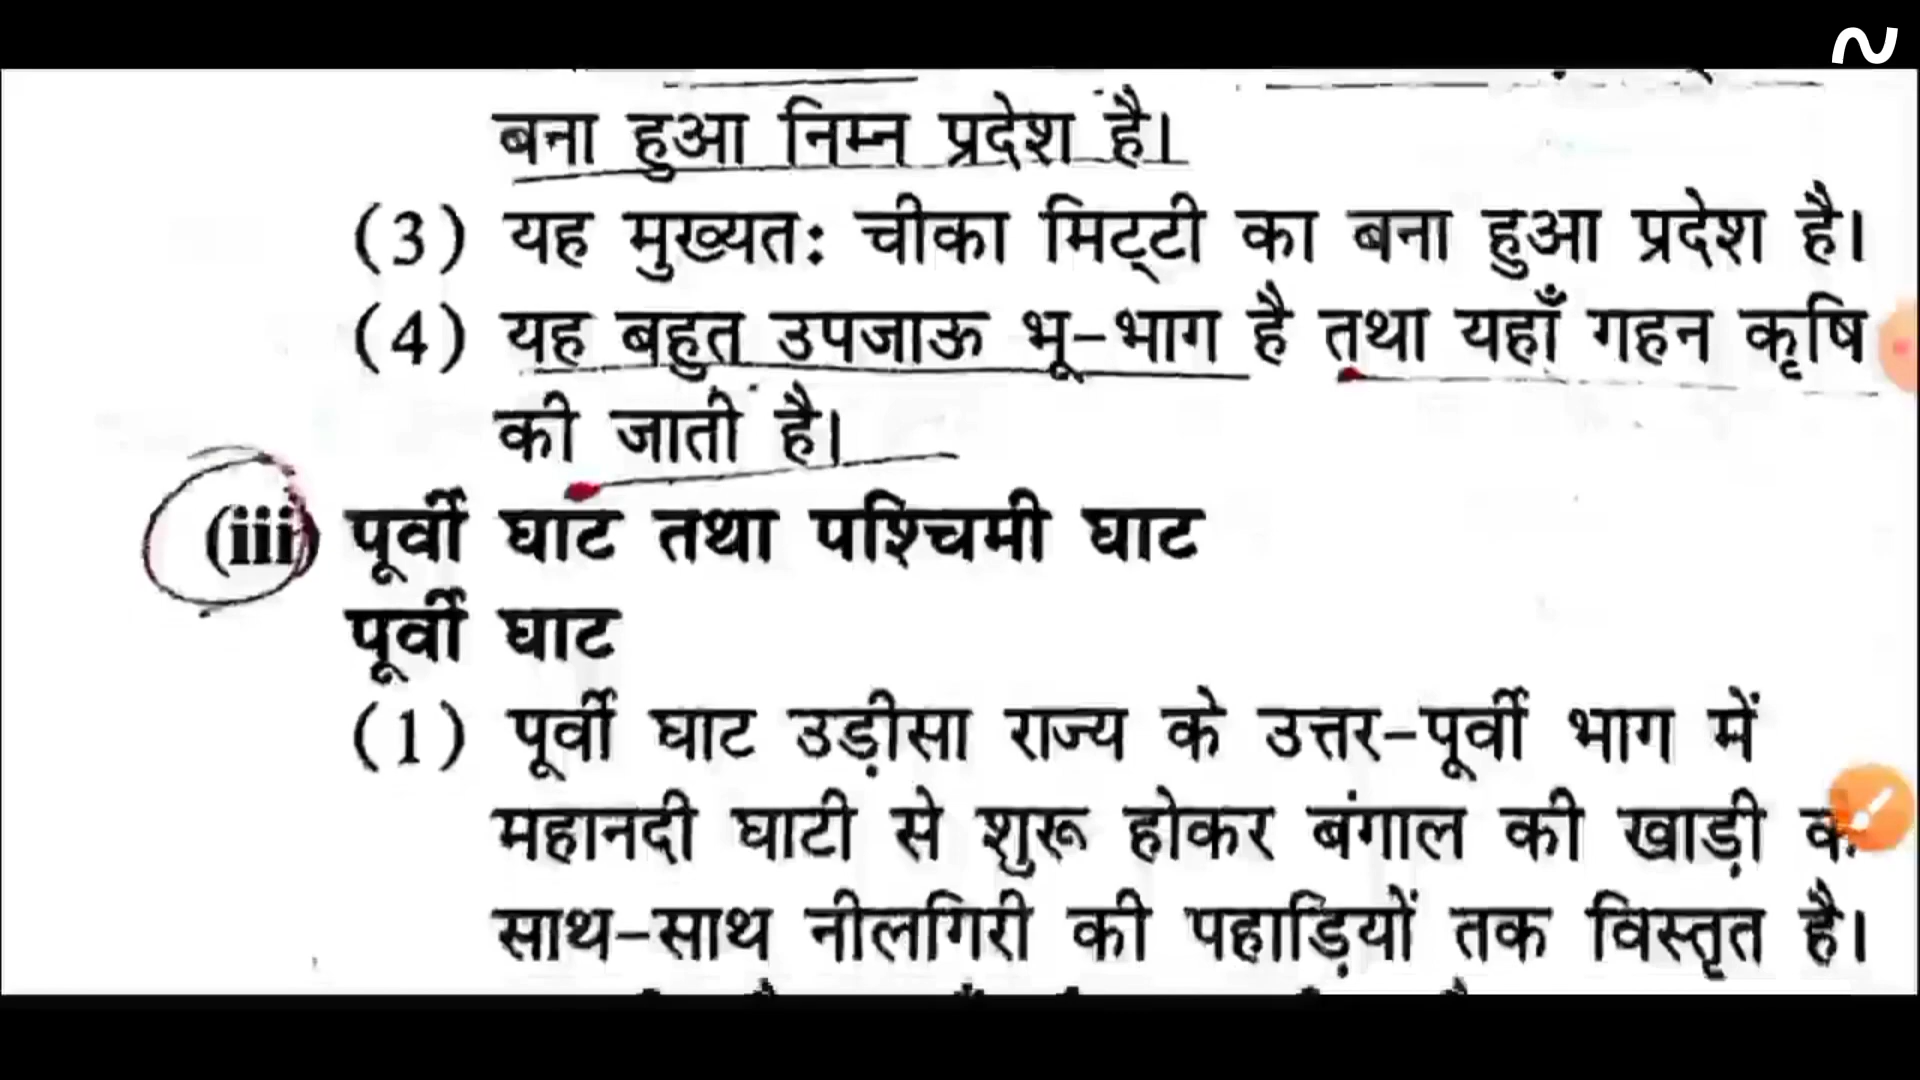 बना हुआ निम्न प्रदेश है।
(3) यह मुख्यतः चीका मिट्टी का बना हुआ प्रदेश है।
(4) यह बहुत उपजाऊ भू-भाग है तथा यहाँ गहन कृषि
की जाती है।
(iii) पूर्वी घाट तथा पश्चिमी घाट
पूर्वी घाट
(1) पूर्वी घाट उड़ीसा राज्य के उत्तर-पूर्वी भाग में
महानदी घाटी से शुरू होकर बंगाल की खाड़ी
साथ-साथ नीलगिरी की पहाड़ियों तक विस्तृत है।